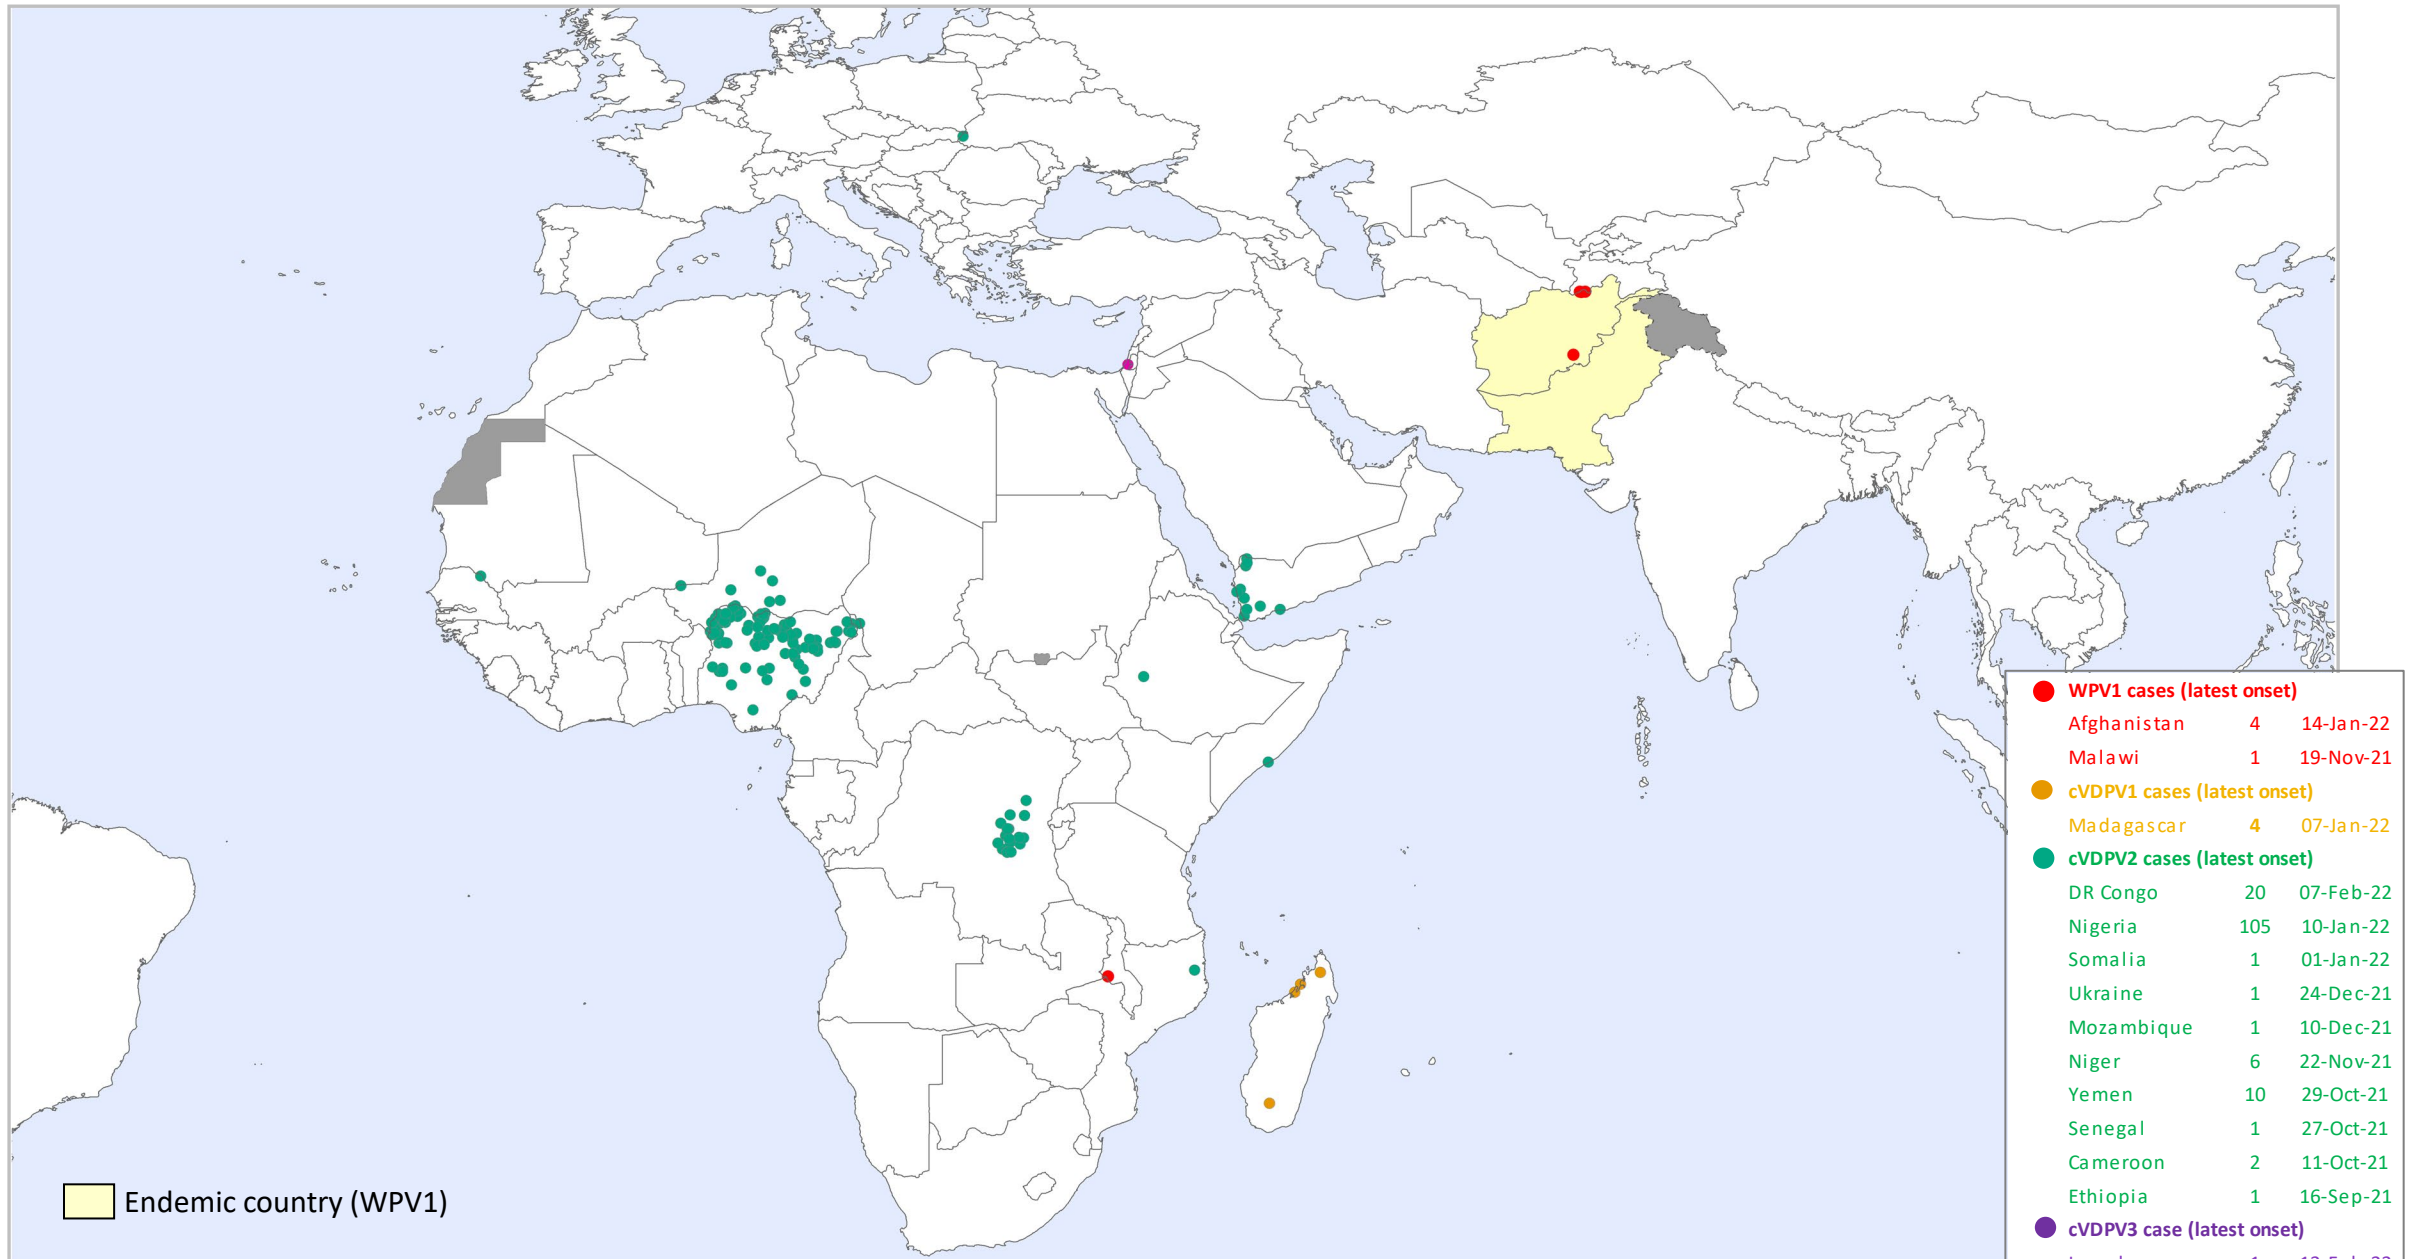 WPV1 cases (latest onset)
Afghanistan 4 14-Jan-22
Malawi 1 19-Nov-21
cVDPV1 cases (latest onset)
Madagascar 4 07-Jan-22
cVDPV2 cases (latest onset)
DR Congo 20 07-Feb-22
Nigeria 105 10-Jan-22
Somalia 1 01-Jan-22
Ukraine 1 24-Dec-21
Mozambique 1 10-Dec-21
Niger 6 22-Nov-21
Yemen 10 29-Oct-21
Senegal 1 27-Oct-21
Cameroon 2 11-Oct-21
Ethiopia 1 16-Sep-21
cVDPV3 case (latest onset)
Endemic country (WPV1)